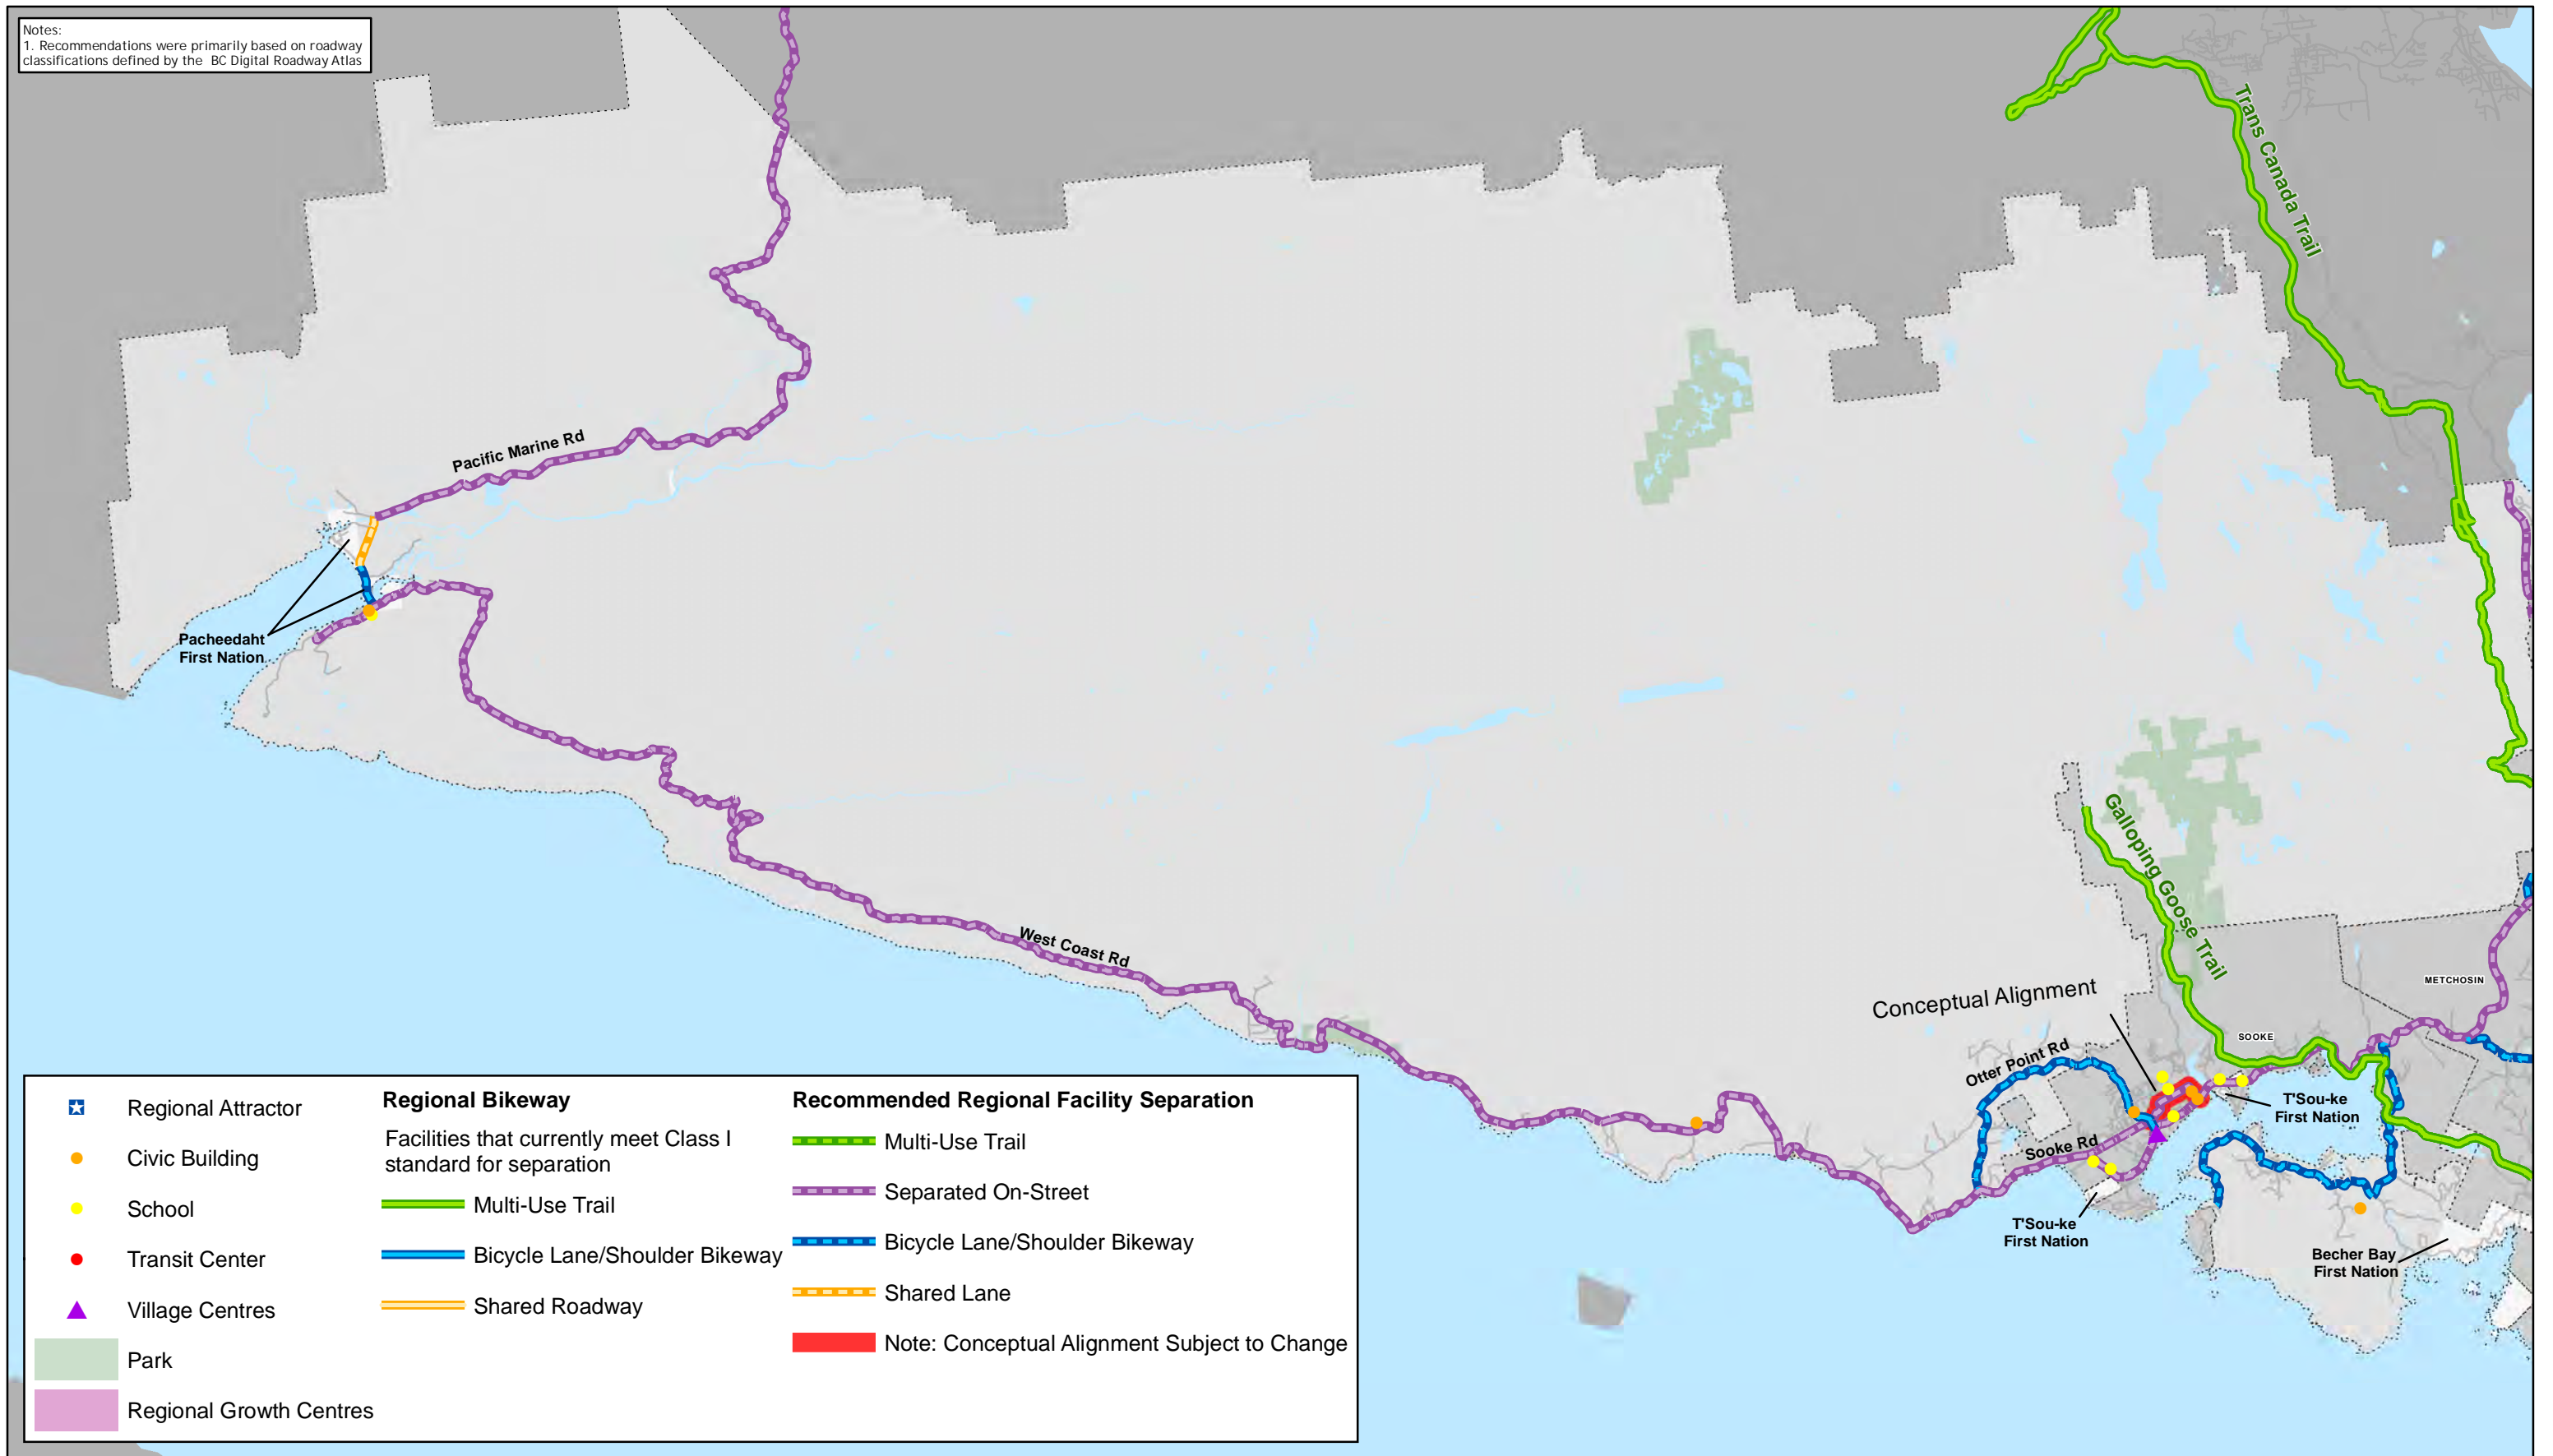 Notes:
1. Recommendations were primarily based on roadway
classifications defined by the BC Digital Roadway Atlas
Trans Canada Trail
Pacific Marine Rd
Pacheedaht
First Nation
West Coast Rd
Galloping Goose Trail
METCHOSIN
Conceptual Alignment
SOOKE
Otter Point Rd
T'Sou-ke
First Nation
Sooke Rd
T'Sou-ke
First Nation
Becher Bay
First Nation
Regional Attractor
Civic Building
School
Transit Center
Village Centres
Park
Regional Growth Centres
Regional Bikeway
Facilities that currently meet Class I
standard for separation
Multi-Use Trail
Bicycle Lane/Shoulder Bikeway
Shared Roadway
Recommended Regional Facility Separation
Multi-Use Trail
Separated On-Street
Bicycle Lane/Shoulder Bikeway
Shared Lane
Note: Conceptual Alignment Subject to Change